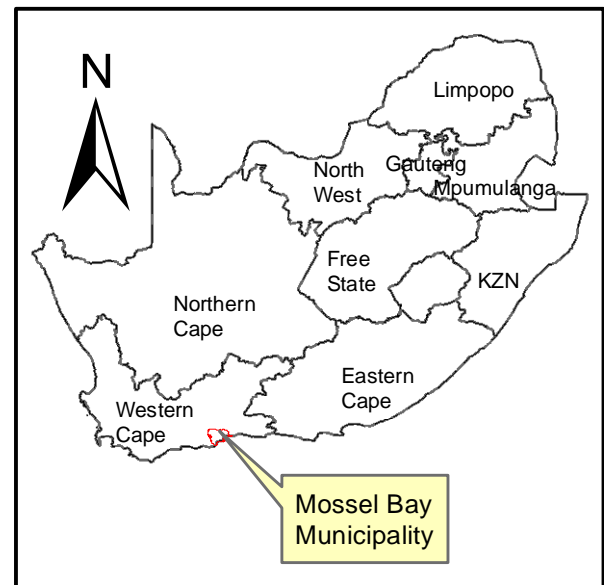 N
Limpopo
North
West
Gauteng
Mpumulanga
Free
State
KZN
Northern
Cape
Eastern
Cape
Western
Cape
Mossel Bay
Municipality